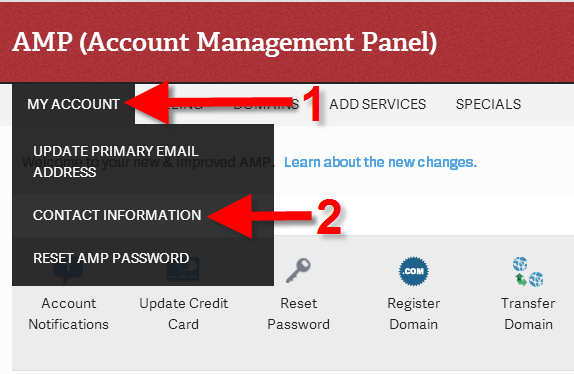 AMP (Account Management Panel)
MY ACCOUNT
1
DOMAINS
ADD SERVICES
SPECIALS
UPDATE PRIMARY EMAIL
ADDRESS
Welcome to your new & improved AMP. Learn about the new changes.
CONTACT INFORMATION
2
RESET AMP PASSWORD
Account
Notifications
Update Credit
Card
Reset
Password
.COM
Register
Domain
Transfer
Domain